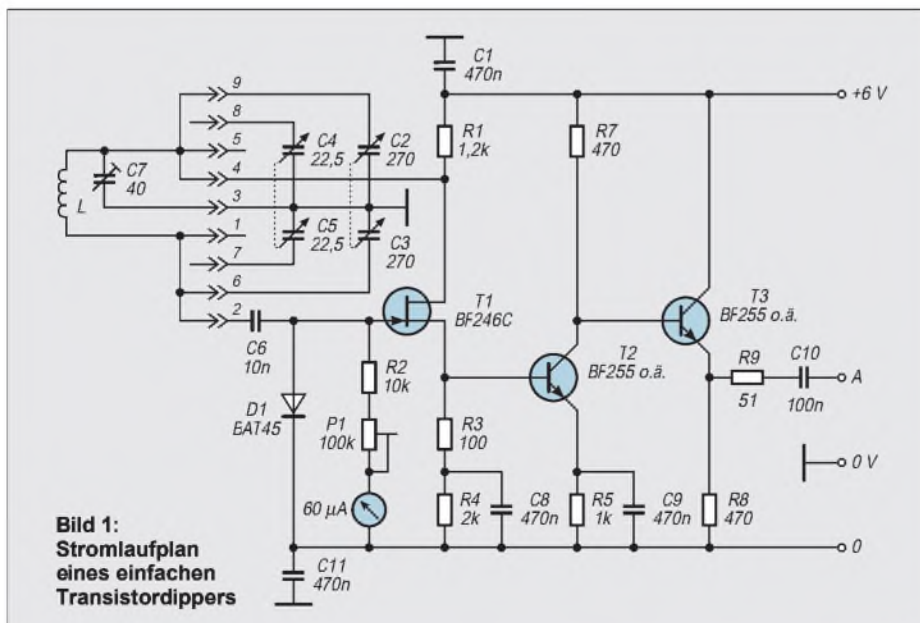 C1
470n
+6 V
9
8
5
4
3
1
7
6
2
C7
40
L
C4
22,5
C2
270
C5
22,5
C3
270
R1
1,2k
R7
470
T1
BF246C
T2
BF255 o.ä.
T3
BF255 o.ä.
C6
10n
D1
BAT45
R2
10k
P1
100k
60 µA
R3
100
R4
2k
C8
470n
R5
1k
C9
470n
R9
51
C10
100n
A
0 V
R8
470
0
C11
470n
Bild 1:
Stromlaufplan
eines einfachen
Transistordippers